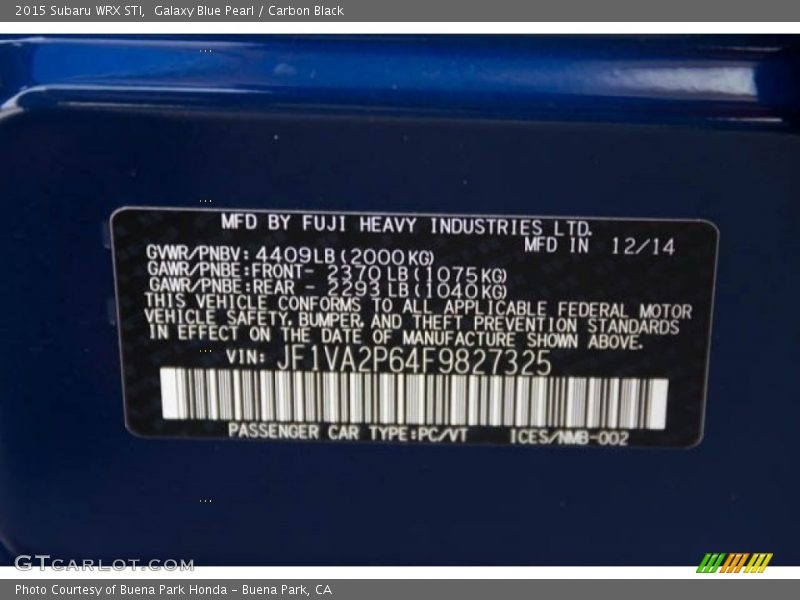 2015 Subaru WRX STI, Galaxy Blue Pearl / Carbon Black
MFD BY FUJI HEAVY INDUSTRIES LTD.
MFD IN 12/14
GVWR/PNBV: 4409LB(2000KG)
GAWR/PNBE:FRONT- 2370LB(1075KG)
GAWR/PNBE:REAR - 2293LB(1040KG)
THIS VEHICLE CONFORMS TO ALL APPLICABLE FEDERAL MOTOR
VEHICLE SAFETY, BUMPER, AND THEFT PREVENTION STANDARDS
IN EFFECT ON THE DATE OF MANUFACTURE SHOWN ABOVE.
VIN: JF1VA2P64F9827325
PASSENGER CAR TYPE:PC/VT ICES/NMB-002
GTCARLOT.COM
Photo Courtesy of Buena Park Honda - Buena Park, CA